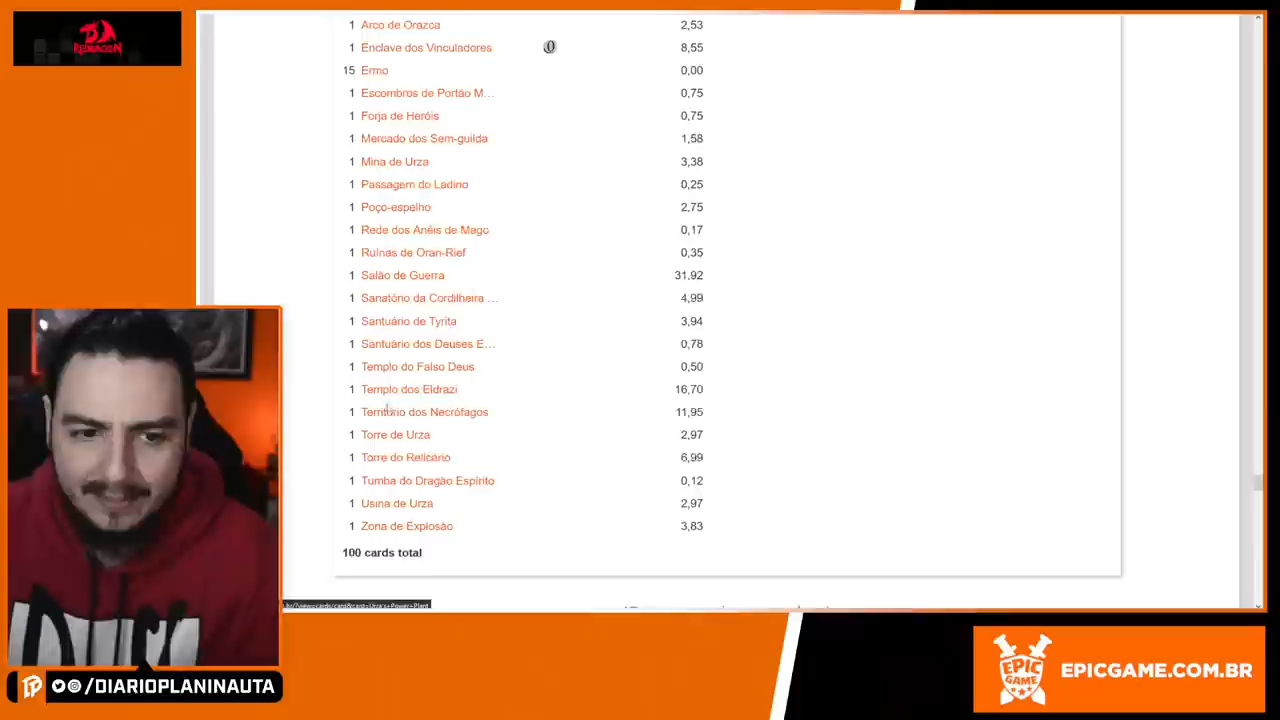 REDRAGON
1 Arco de Orazca 2,53
1 Enclave dos Vinculadores 0 8,55
15 Ermo 0,00
1 Escombros de Portão M... 0,75
1 Forja de Heróis 0,75
1 Mercado dos Sem-guilda 1,58
1 Mina de Urza 3,38
1 Passagem do Ladino 0,25
1 Poço-espelho 2,75
1 Rede dos Anéis de Mago 0,17
1 Ruínas de Oran-Rief 0,35
1 Salão de Guerra 31,92
1 Sanatório da Cordilheira ... 4,99
1 Santuário de Tyrita 3,94
1 Santuário dos Deuses E... 0,78
1 Templo do Falso Deus 0,50
1 Templo dos Eldrazi 16,70
1 Território dos Necrófagos 11,95
1 Torre de Urza 2,97
1 Torre do Relicário 6,99
1 Tumba do Dragão Espírito 0,12
1 Usina de Urza 2,97
1 Zona de Explosão 3,83
100 cards total
/DIARIOPLANINAUTA
EPIC
GAME
EPICGAME.COM.BR